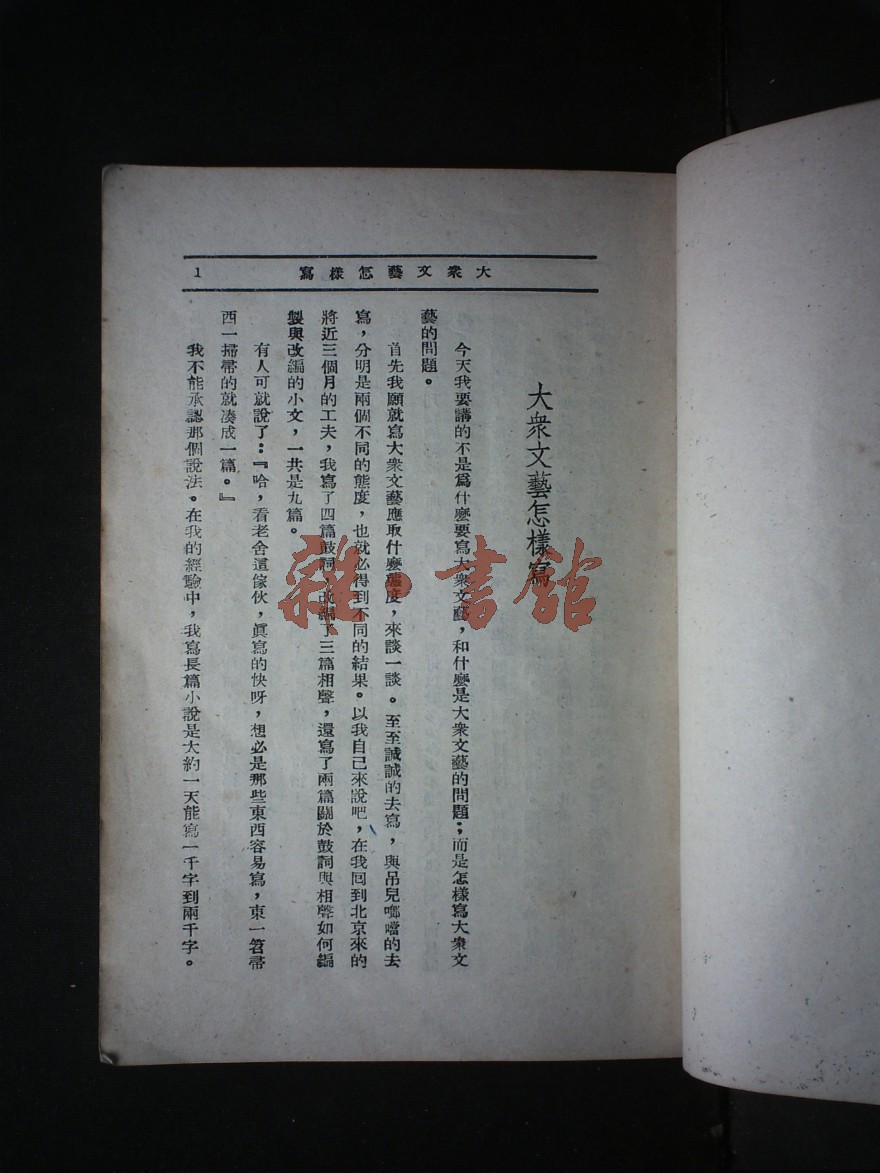 大衆文藝怎樣寫 1
大衆文藝怎樣寫
今天我要講的不是爲什麼要寫大衆文藝，和什麼是大衆文藝的問題；而是怎樣寫大衆文
藝的問題。
首先我願就寫大衆文藝應取什麼態度，來談一談。至至誠誠的去寫，與吊兒啷噹的去
寫，分明是兩個不同的態度，也就必得到不同的結果。以我自己來說吧，在我回到北京來的
將近三個月的工夫，我寫了四篇鼓詞，改編了三篇相聲，還寫了兩篇關於鼓詞與相聲如何編
製與改編的小文，一共是九篇。
有人可就說了：『哈，看老舍這傢伙，眞寫的快呀，想必是那些東西容易寫，東一笤帚
西一掃帚的就湊成一篇。』
我不能承認那個說法。在我的經驗中，我寫長篇小說是大約一天能寫一千字到兩千字。
雜·書館